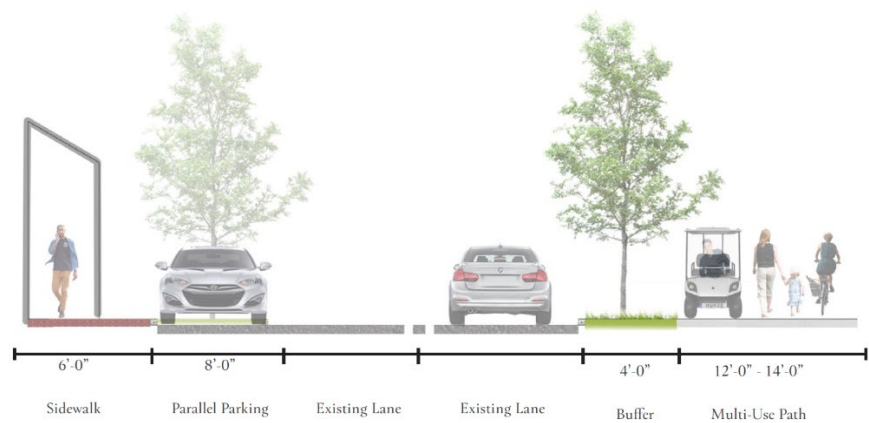 6’-0”
8’-0”
4’-0”
12’-0” - 14’-0”
Sidewalk
Parallel Parking
Existing Lane
Existing Lane
Buffer
Multi-Use Path